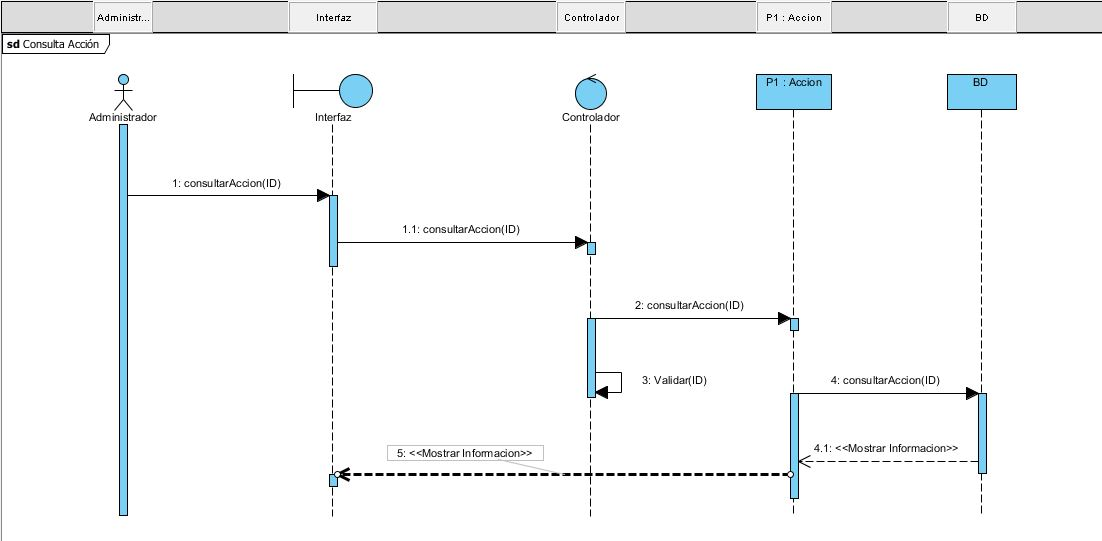 Administr...
Interfaz
Controlador
P1 : Accion
BD
sd Consulta Acción
Administrador
Interfaz
Controlador
P1 : Accion
BD
1: consultarAccion(ID)
1.1: consultarAccion(ID)
2: consultarAccion(ID)
3: Validar(ID)
4: consultarAccion(ID)
4.1: <<Mostrar Informacion>>
5: <<Mostrar Informacion>>